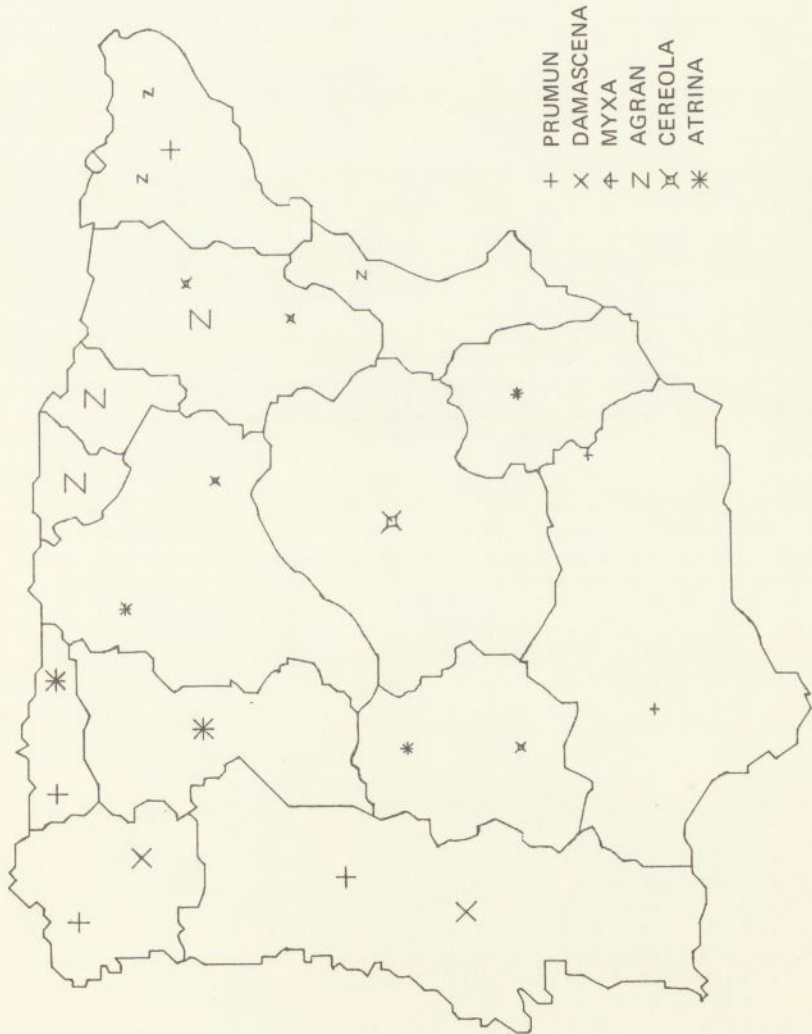 + PRUMUN
× DAMASCENA
MYXA
Z AGRAN
CEREOLA
* ATRINA